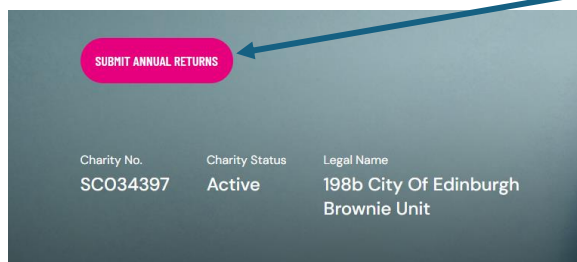 SUBMIT ANNUAL RETURNS
Charity No.
SC034397
Charity Status
Active
Legal Name
198b City Of Edinburgh
Brownie Unit